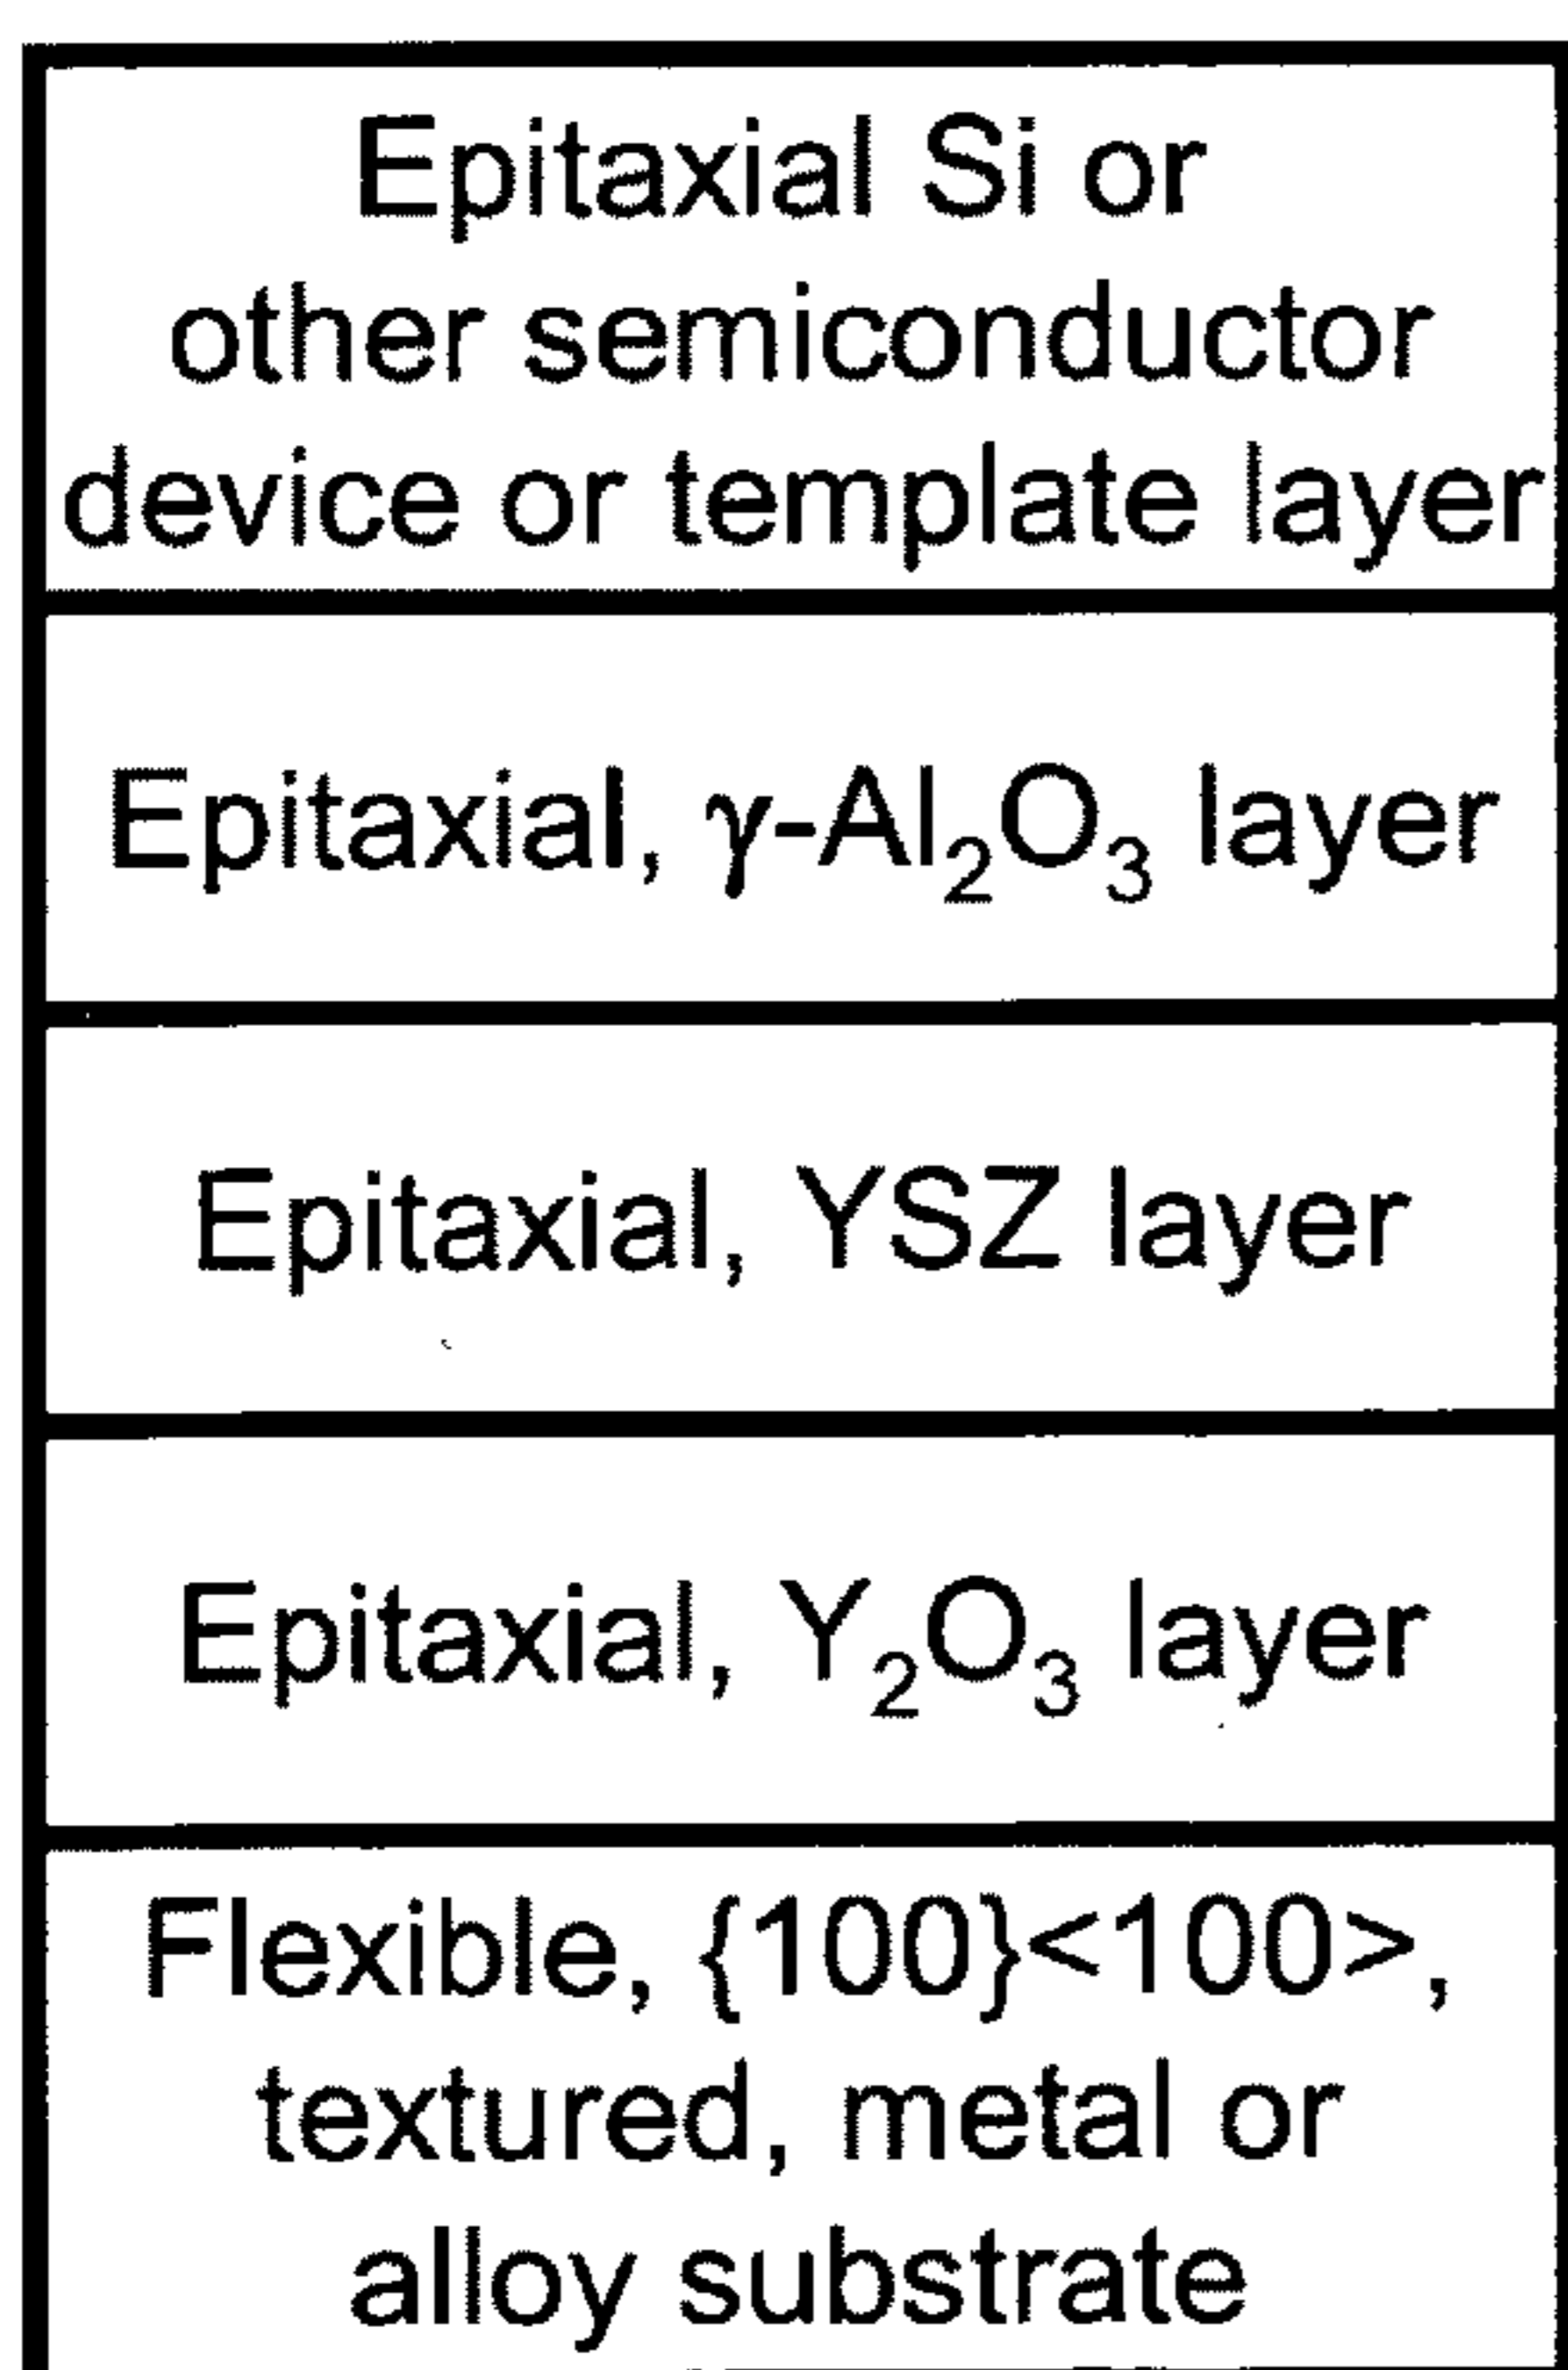 Epitaxial Si or
other semiconductor
device or template layer
Epitaxial, γ-Al₂O₃ layer
Epitaxial, YSZ layer
Epitaxial, Y₂O₃ layer
Flexible, {100}<100>,
textured, metal or
alloy substrate